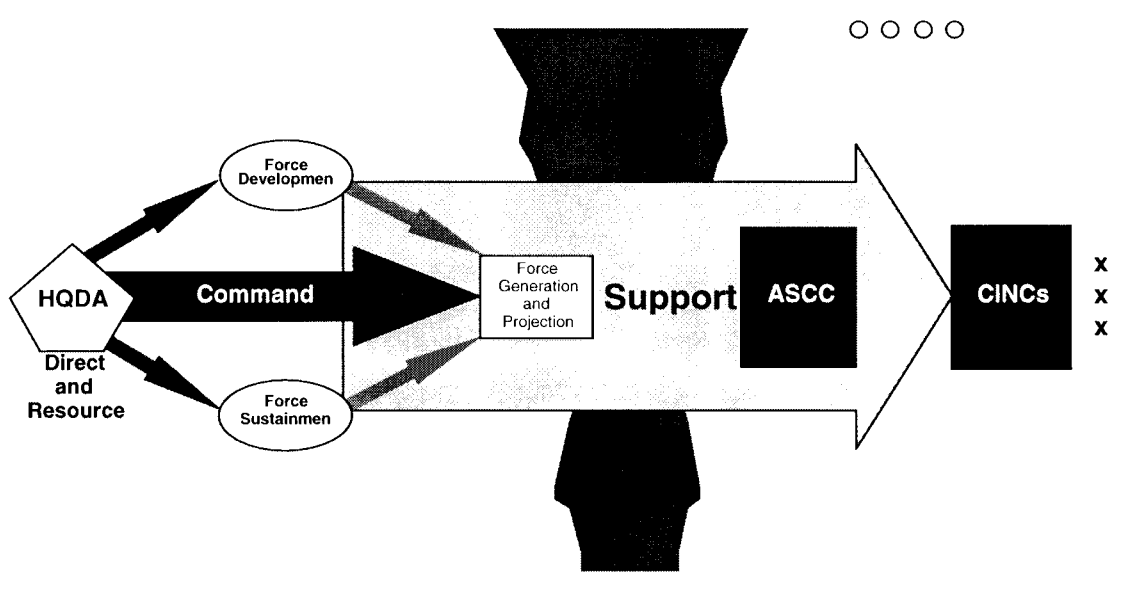 Force
Developmen
HQDA
Direct
and
Resource
Command
Force
Sustainmen
Force
Generation
and
Projection
Support
ASCC
CINCs
x
x
x